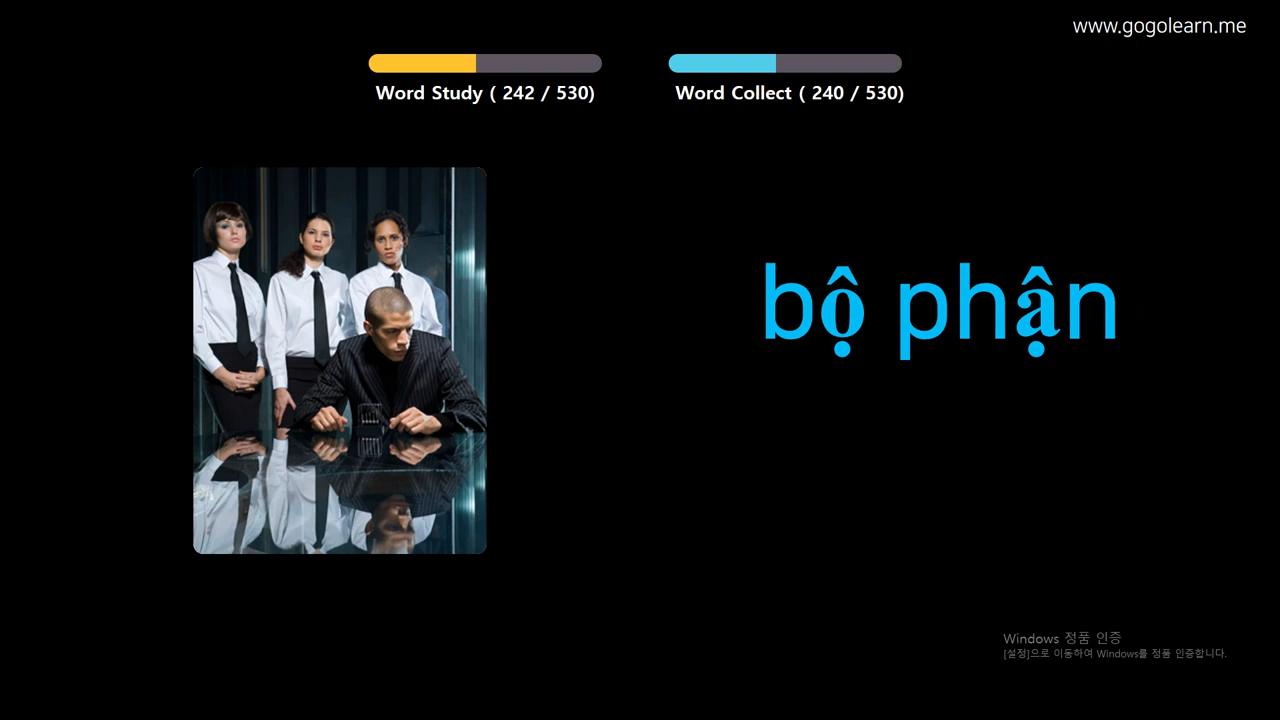 www.gogolearn.me
Word Study ( 242 / 530)
Word Collect ( 240 / 530)
bộ phận
Windows 정품 인증
[설정]으로 이동하여 Windows를 정품 인증합니다.